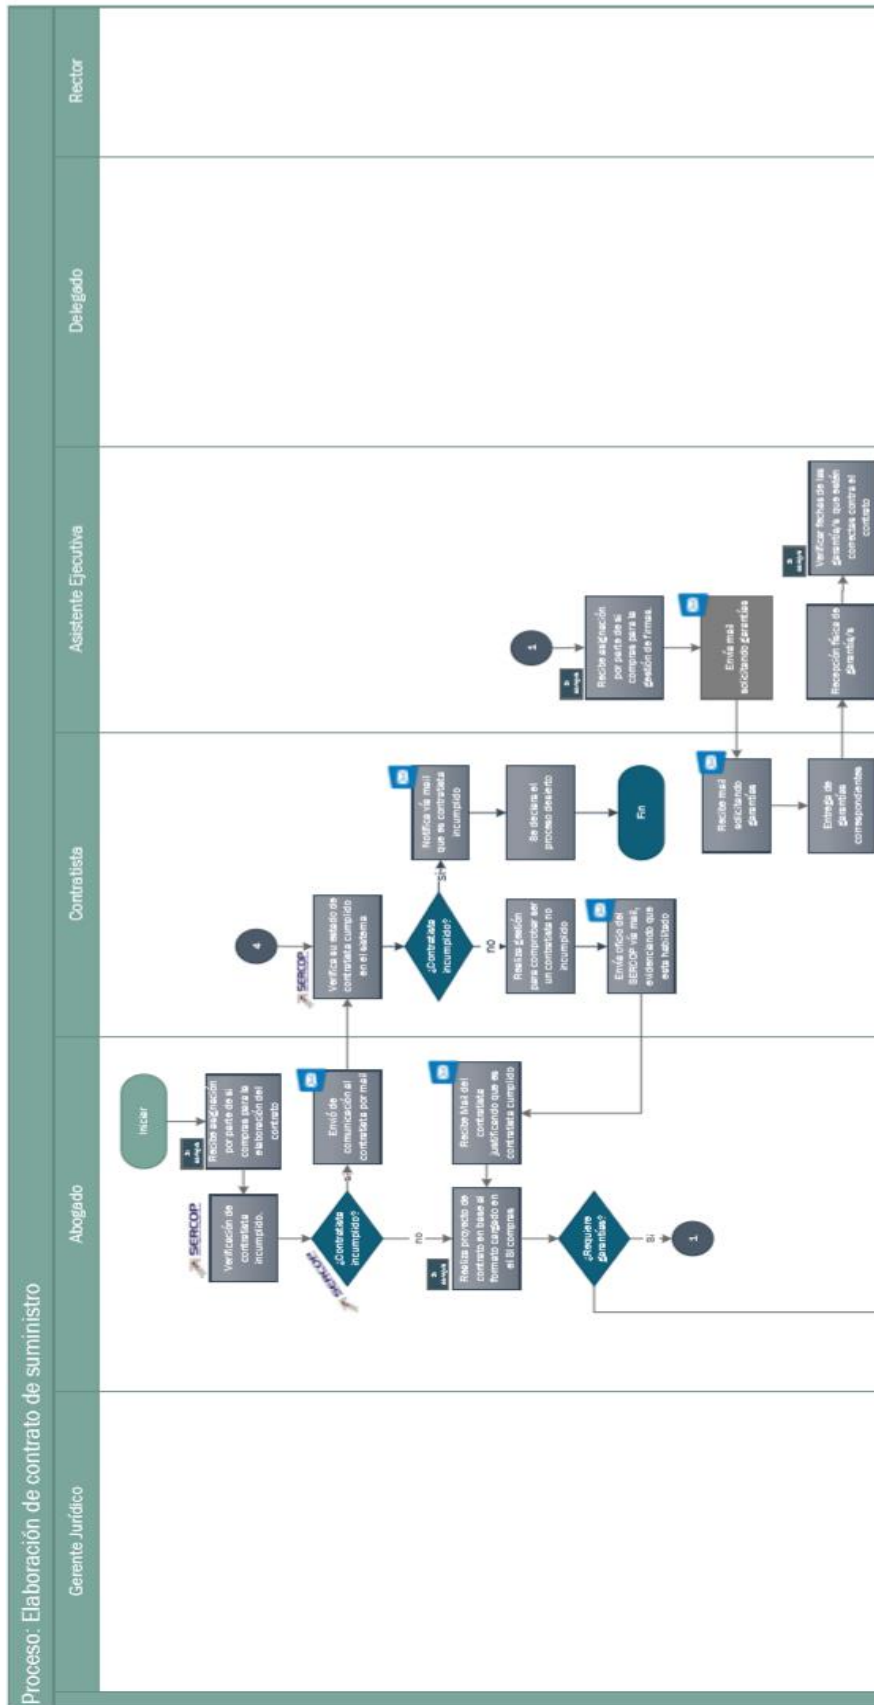 Proceso: Elaboración de contrato de suministro
Gerente Jurídico
Abogado
Contratista
Asistente Ejecutiva
Delegado
Rector
Iniciar
Recibe asignación
por parte de si
compras para la
elaboración del
contrato
SERCOP
Verificación de
contratista
incumplido.
¿Contratista
incumplido?
SERCOP
si
no
Envió de
comunicación al
contratista por mail
4
SERCOP
Verifica su estado de
contratista cumplido
en el sistema
¿Contratista
incumplido?
si
no
Notifica vía mail
que es contratista
incumplido
Se declara el
proceso desierto
Fin
Realiza gestión
para comprobar ser
un contratista no
incumplido
Envía oficio del
SERCOP vía mail,
evidenciando que
esta habilitado
Recibe Mail del
contratista
justificando que es
contratista cumplido
Realiza proyecto de
contrato en base al
formato cargado en
el BI compras
¿Requiere
garantías?
Si
1
1
Recibe asignación
por parte de si
compras para la
gestión de firmas.
Envía mail
solicitando garantías
Recibe mail
solicitando
garantías
Entrega de
garantías
correspondientes
Recepción física de
garantía/s
Verificar fechas de las
garantía/s que estén
correctas contra el
contrato